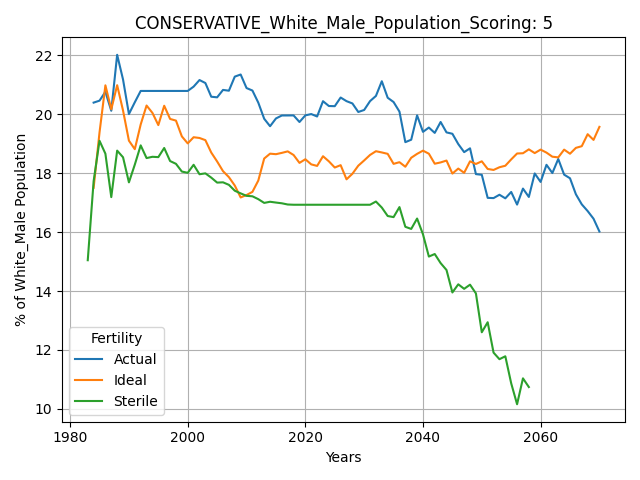 CONSERVATIVE_White_Male_Population_Scoring: 5
% of White_Male Population
22
20
18
16
14
12
10
Fertility
Actual
Ideal
Sterile
1980
2000
2020
2040
2060
Years